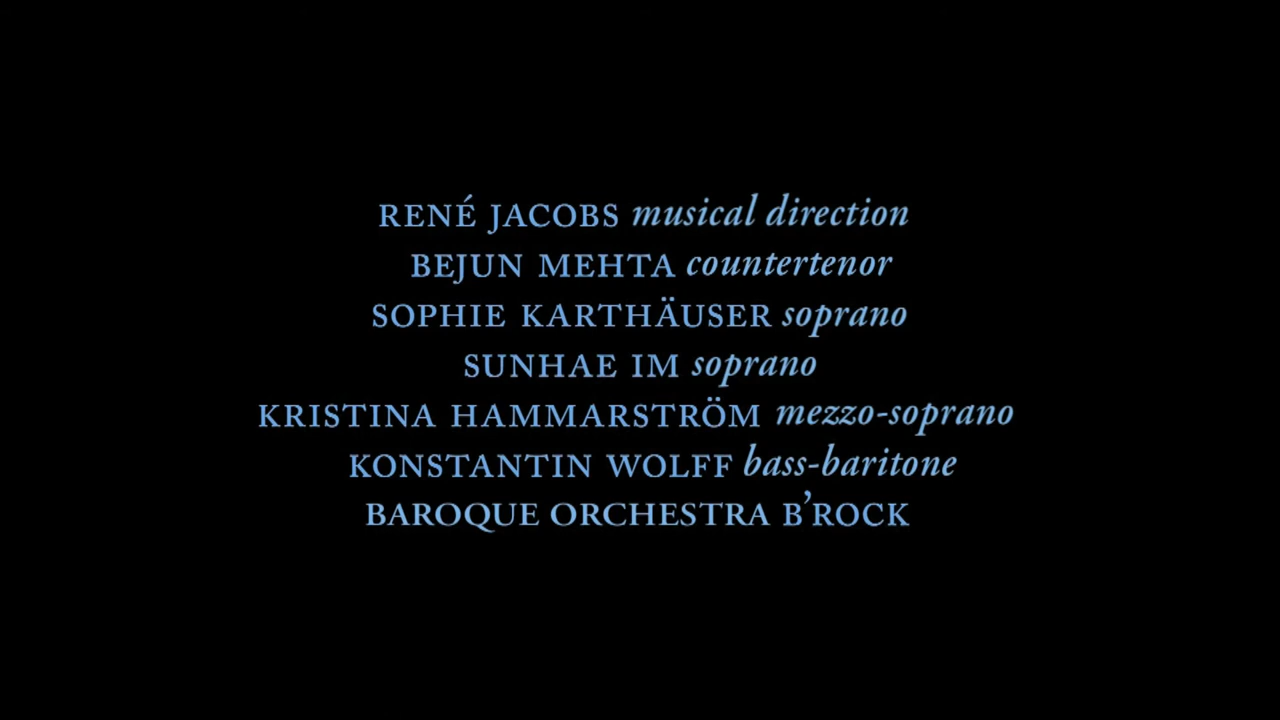 RENÉ JACOBS musical direction
BEJUN MEHTA countertenor
SOPHIE KARTHÄUSER soprano
SUNHAE IM soprano
KRISTINA HAMMARSTRÖM mezzo-soprano
KONSTANTIN WOLFF bass-baritone
BAROQUE ORCHESTRA B’ROCK